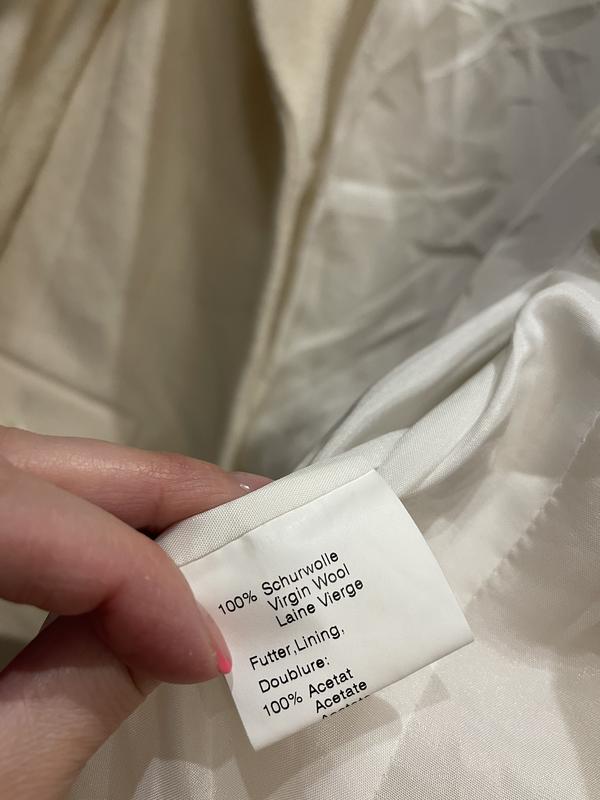 100% Schurwolle
Virgin Wool
Laine Vierge
Futter,Lining,
Doublure:
100% Acetat
Acetate